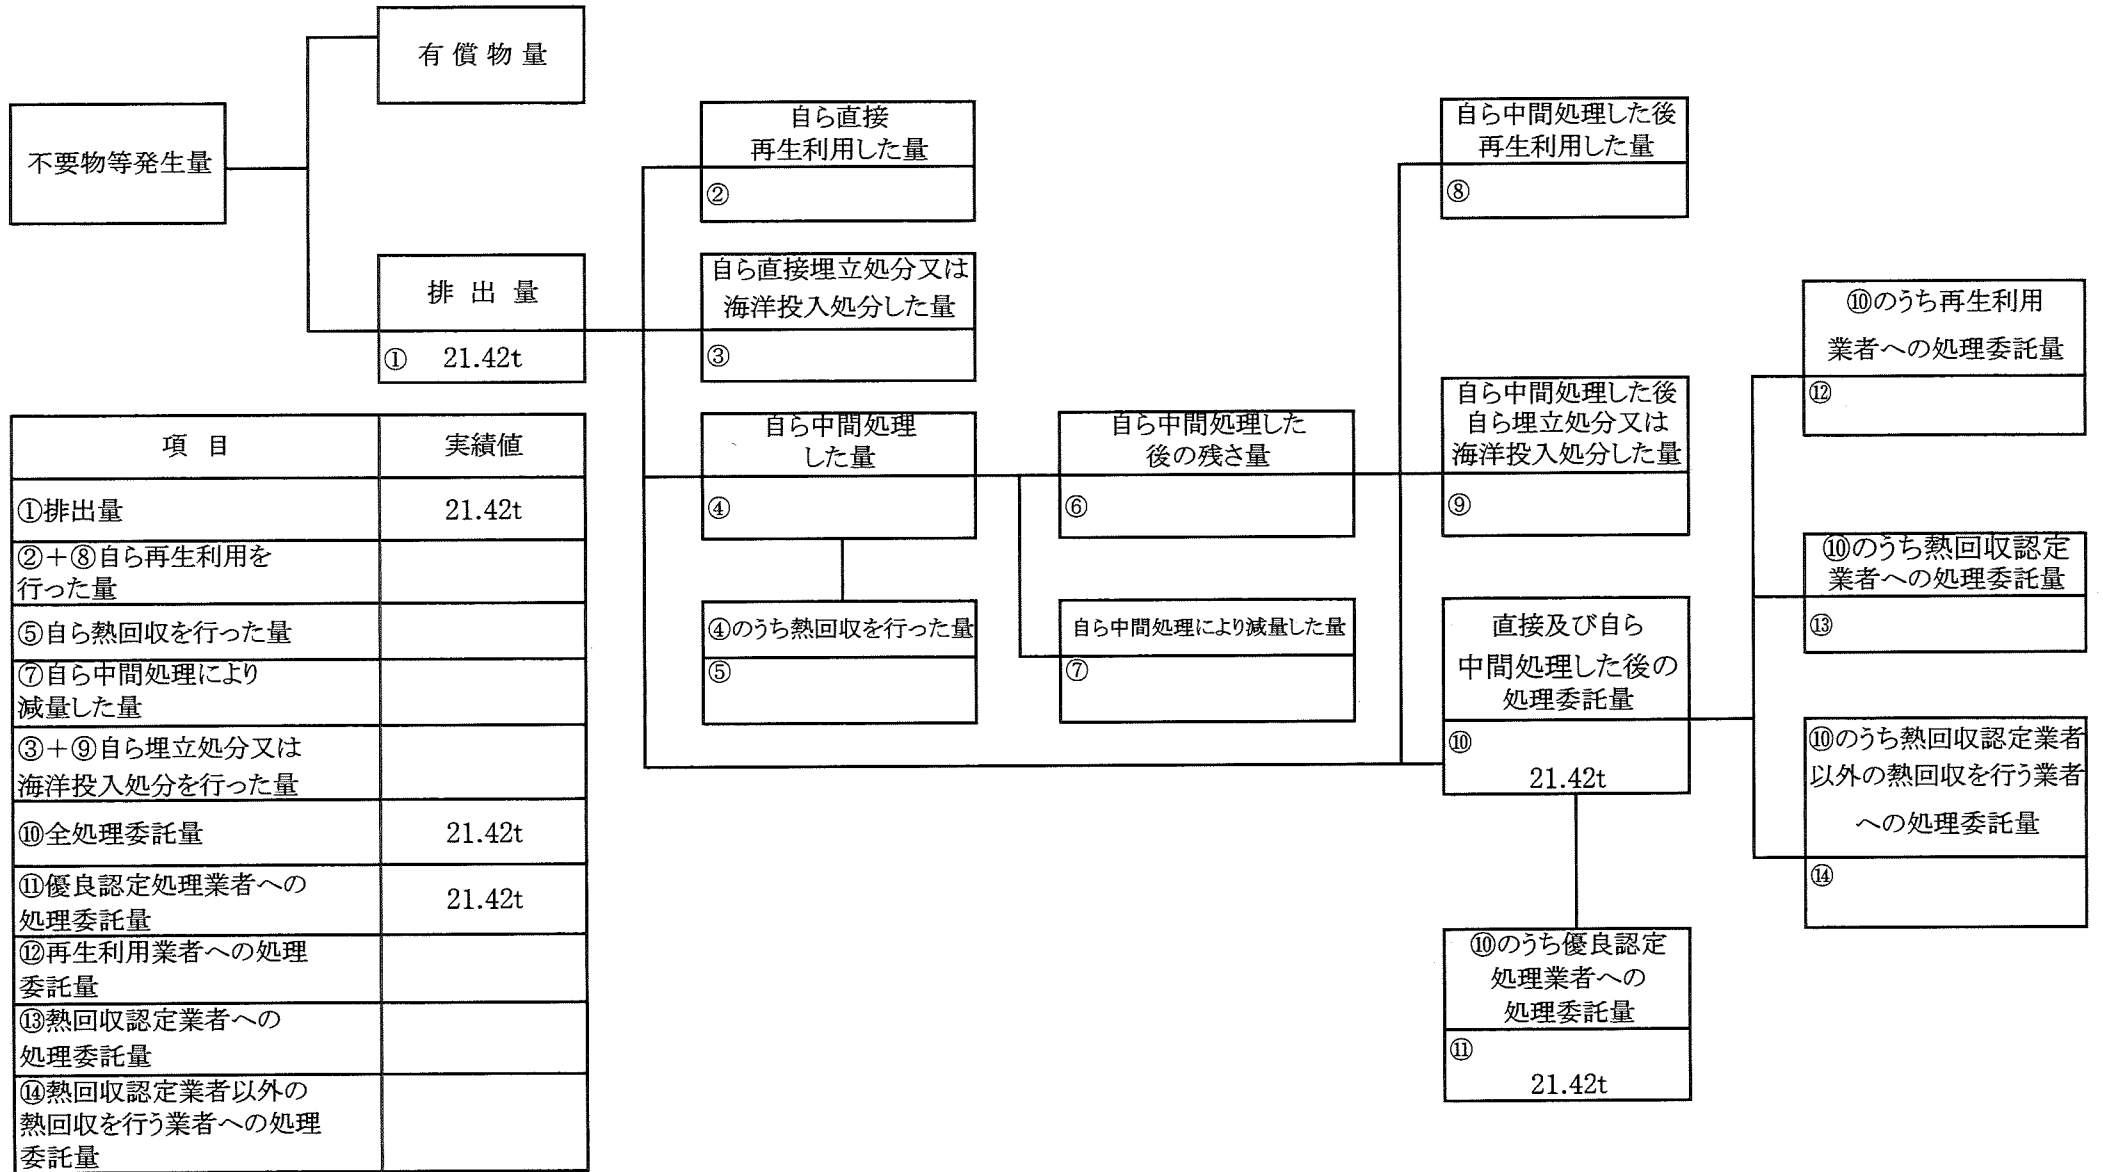 有償物量
不要物等発生量
排出量
① 21.42t
自ら直接
再生利用した量
②
自ら直接埋立処分又は
海洋投入処分した量
③
自ら中間処理
した量
④
④のうち熱回収を行った量
⑤
自ら中間処理した
後の残さ量
⑥
自ら中間処理により減量した量
⑦
自ら中間処理した後
再生利用した量
⑧
自ら中間処理した後
自ら埋立処分又は
海洋投入処分した量
⑨
直接及び自ら
中間処理した後の
処理委託量
⑩
21.42t
⑩のうち優良認定
処理業者への
処理委託量
⑪
21.42t
⑩のうち再生利用
業者への処理委託量
⑫
⑩のうち熱回収認定
業者への処理委託量
⑬
⑩のうち熱回収認定業者
以外の熱回収を行う業者
への処理委託量
⑭
項目 実績値
①排出量 21.42t
②+⑧自ら再生利用を
行った量
⑤自ら熱回収を行った量
⑦自ら中間処理により
減量した量
③+⑨自ら埋立処分又は
海洋投入処分を行った量
⑩全処理委託量 21.42t
⑪優良認定処理業者への
処理委託量 21.42t
⑫再生利用業者への処理
委託量
⑬熱回収認定業者への
処理委託量
⑭熱回収認定業者以外の
熱回収を行う業者への処理
委託量